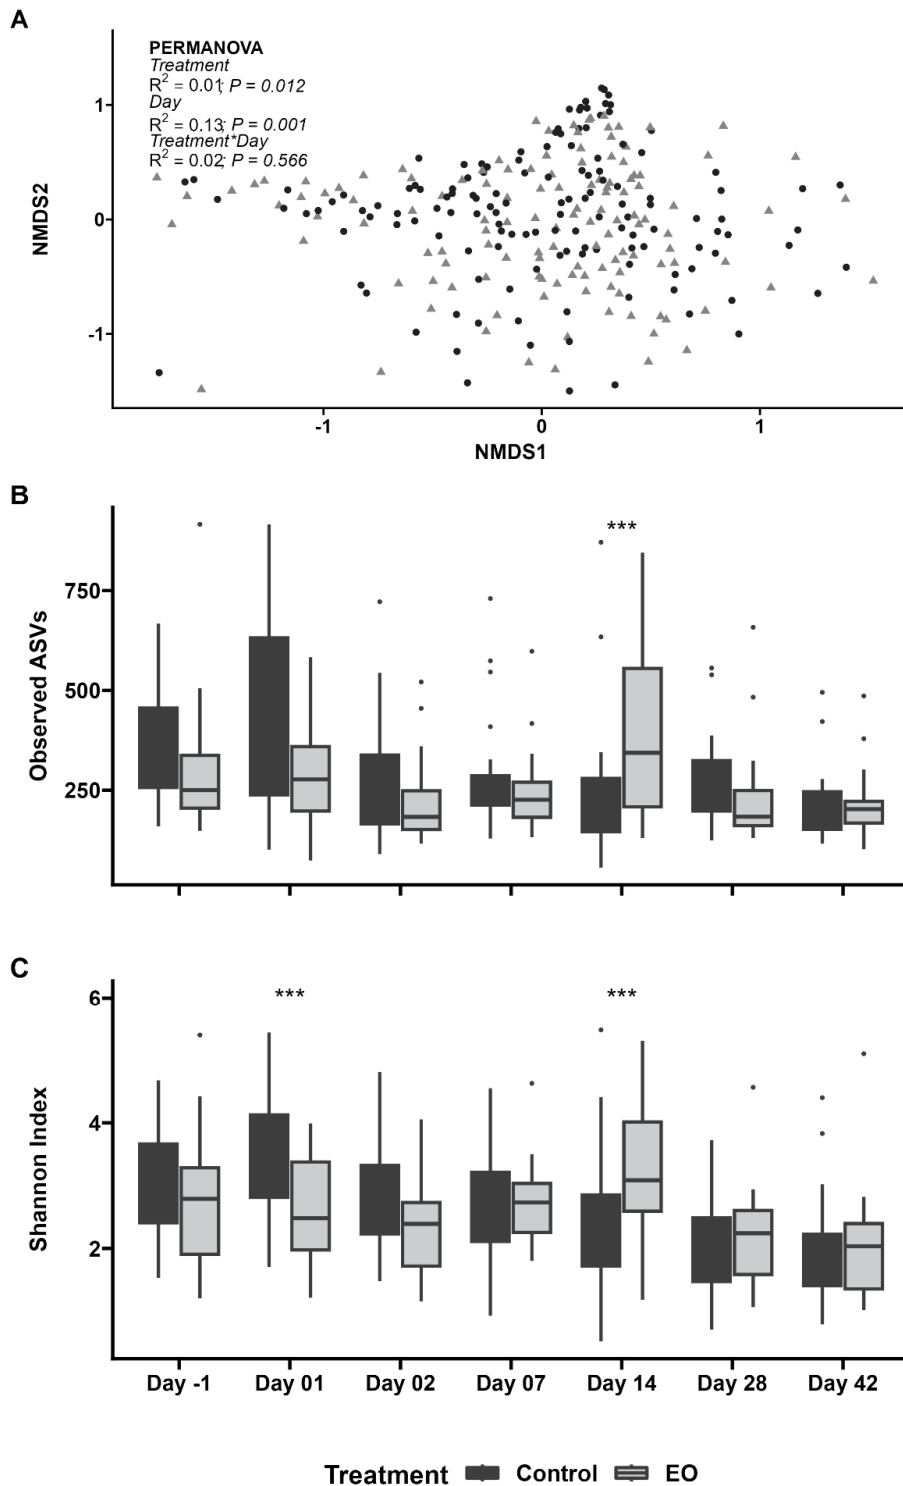 A
PERMANOVA
Treatment
R² = 0.01; P = 0.012
Day
R² = 0.13; P = 0.001
Treatment*Day
R² = 0.02; P = 0.566
1
0
-1
NMDS2
-1 0 1
NMDS1
B
***
750
500
250
Observed ASVs
C
*** ***
6
4
2
Shannon Index
Day -1 Day 01 Day 02 Day 07 Day 14 Day 28 Day 42
Treatment Control EO